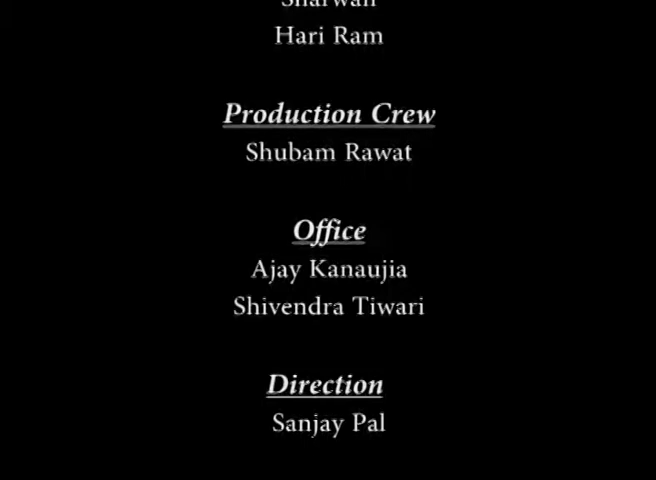 Hari Ram
Production Crew
Shubam Rawat
Office
Ajay Kanaujia
Shivendra Tiwari
Direction
Sanjay Pal